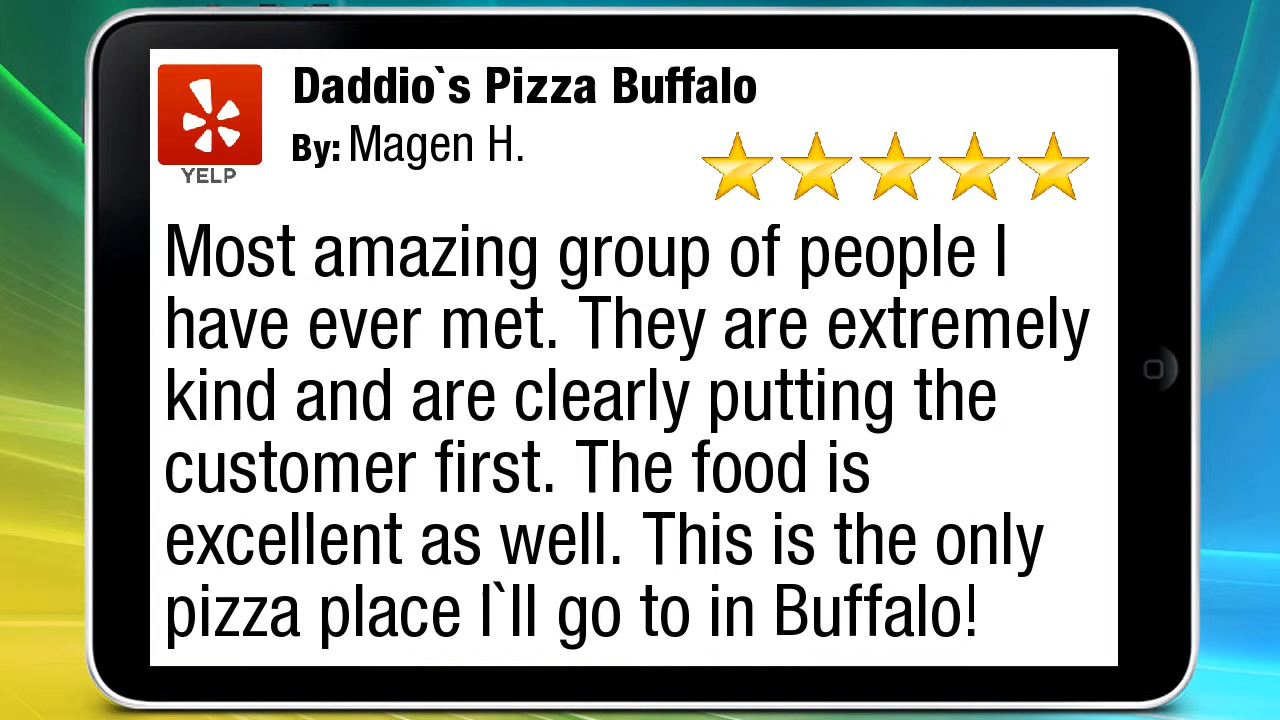 Daddio`s Pizza Buffalo
By: Magen H.
YELP
Most amazing group of people I
have ever met. They are extremely
kind and are clearly putting the
customer first. The food is
excellent as well. This is the only
pizza place I`ll go to in Buffalo!